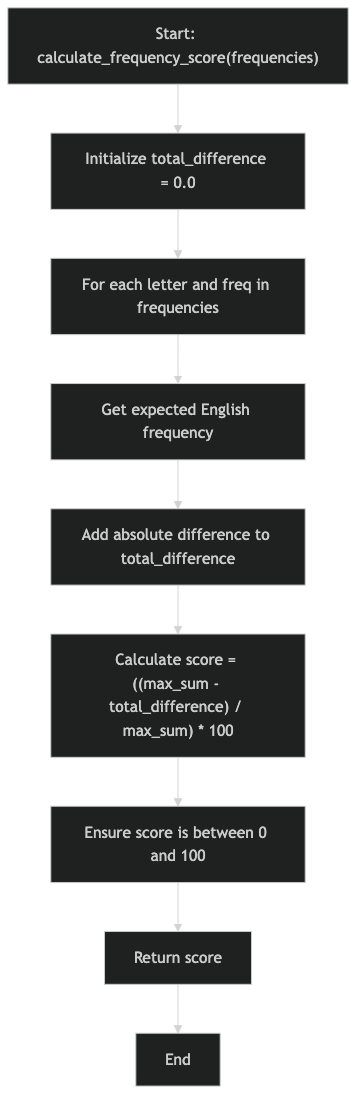 Start:
calculate_frequency_score(frequencies)
Initialize total_difference
= 0.0
For each letter and freq in
frequencies
Get expected English
frequency
Add absolute difference to
total_difference
Calculate score =
((max_sum -
total_difference) /
max_sum) * 100
Ensure score is between 0
and 100
Return score
End